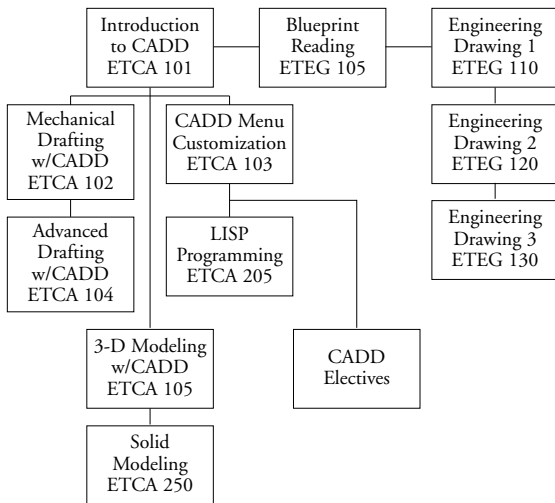 Introduction
to CADD
ETCA 101
Blueprint
Reading
ETEG 105
Engineering
Drawing 1
ETEG 110
Mechanical
Drafting
w/CADD
ETCA 102
CADD Menu
Customization
ETCA 103
Engineering
Drawing 2
ETEG 120
Advanced
Drafting
w/CADD
ETCA 104
LISP
Programming
ETCA 205
Engineering
Drawing 3
ETEG 130
3-D Modeling
w/CADD
ETCA 105
CADD
Electives
Solid
Modeling
ETCA 250